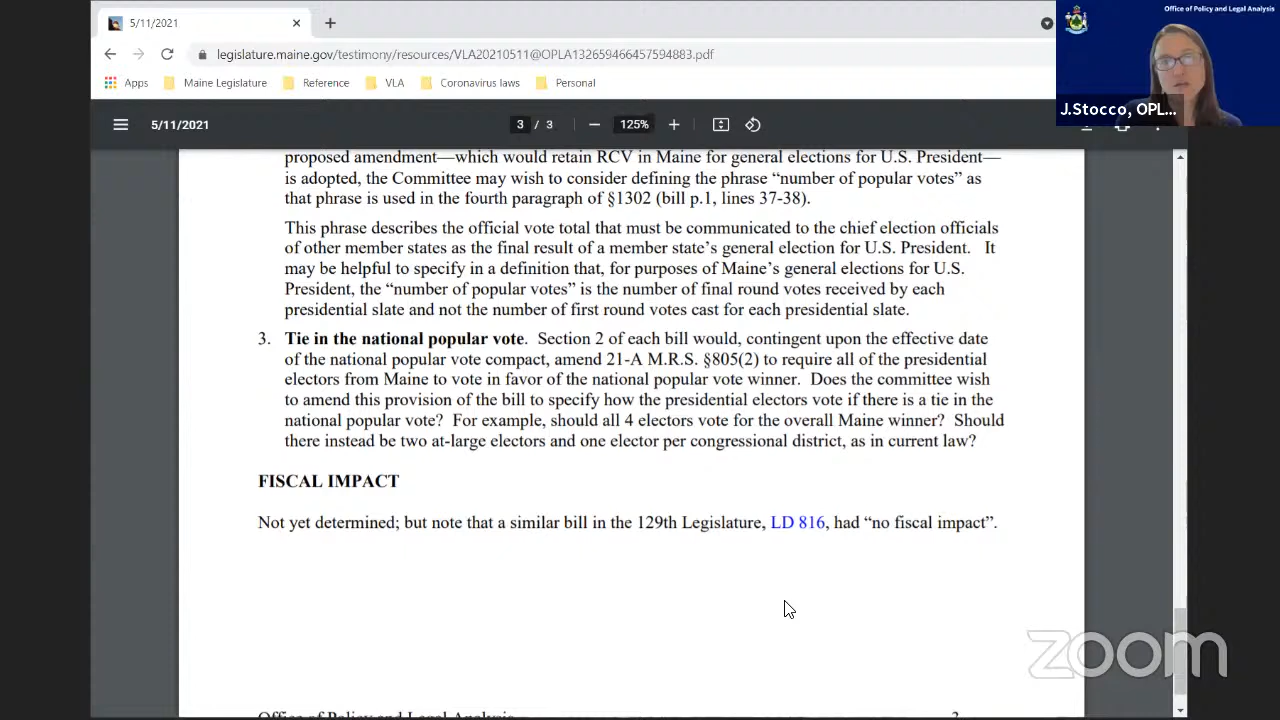 5/11/2021
legislature.maine.gov/testimony/resources/VLA20210511@OPLA132659466457594883.pdf
Apps Maine Legislature Reference VLA Coronavirus laws Personal
Office of Policy and Legal Analysis
J.Stocco, OPL...
5/11/2021 3 / 3 125%
proposed amendment—which would retain RCV in Maine for general elections for U.S. President—
is adopted, the Committee may wish to consider defining the phrase “number of popular votes” as
that phrase is used in the fourth paragraph of §1302 (bill p.1, lines 37-38).
This phrase describes the official vote total that must be communicated to the chief election officials
of other member states as the final result of a member state’s general election for U.S. President. It
may be helpful to specify in a definition that, for purposes of Maine’s general elections for U.S.
President, the “number of popular votes” is the number of final round votes received by each
presidential slate and not the number of first round votes cast for each presidential slate.
3. Tie in the national popular vote. Section 2 of each bill would, contingent upon the effective date
of the national popular vote compact, amend 21-A M.R.S. §805(2) to require all of the presidential
electors from Maine to vote in favor of the national popular vote winner. Does the committee wish
to amend this provision of the bill to specify how the presidential electors vote if there is a tie in the
national popular vote? For example, should all 4 electors vote for the overall Maine winner? Should
there instead be two at-large electors and one elector per congressional district, as in current law?
FISCAL IMPACT
Not yet determined; but note that a similar bill in the 129th Legislature, LD 816, had “no fiscal impact”.
zoom
Office of Policy and Legal Analysis